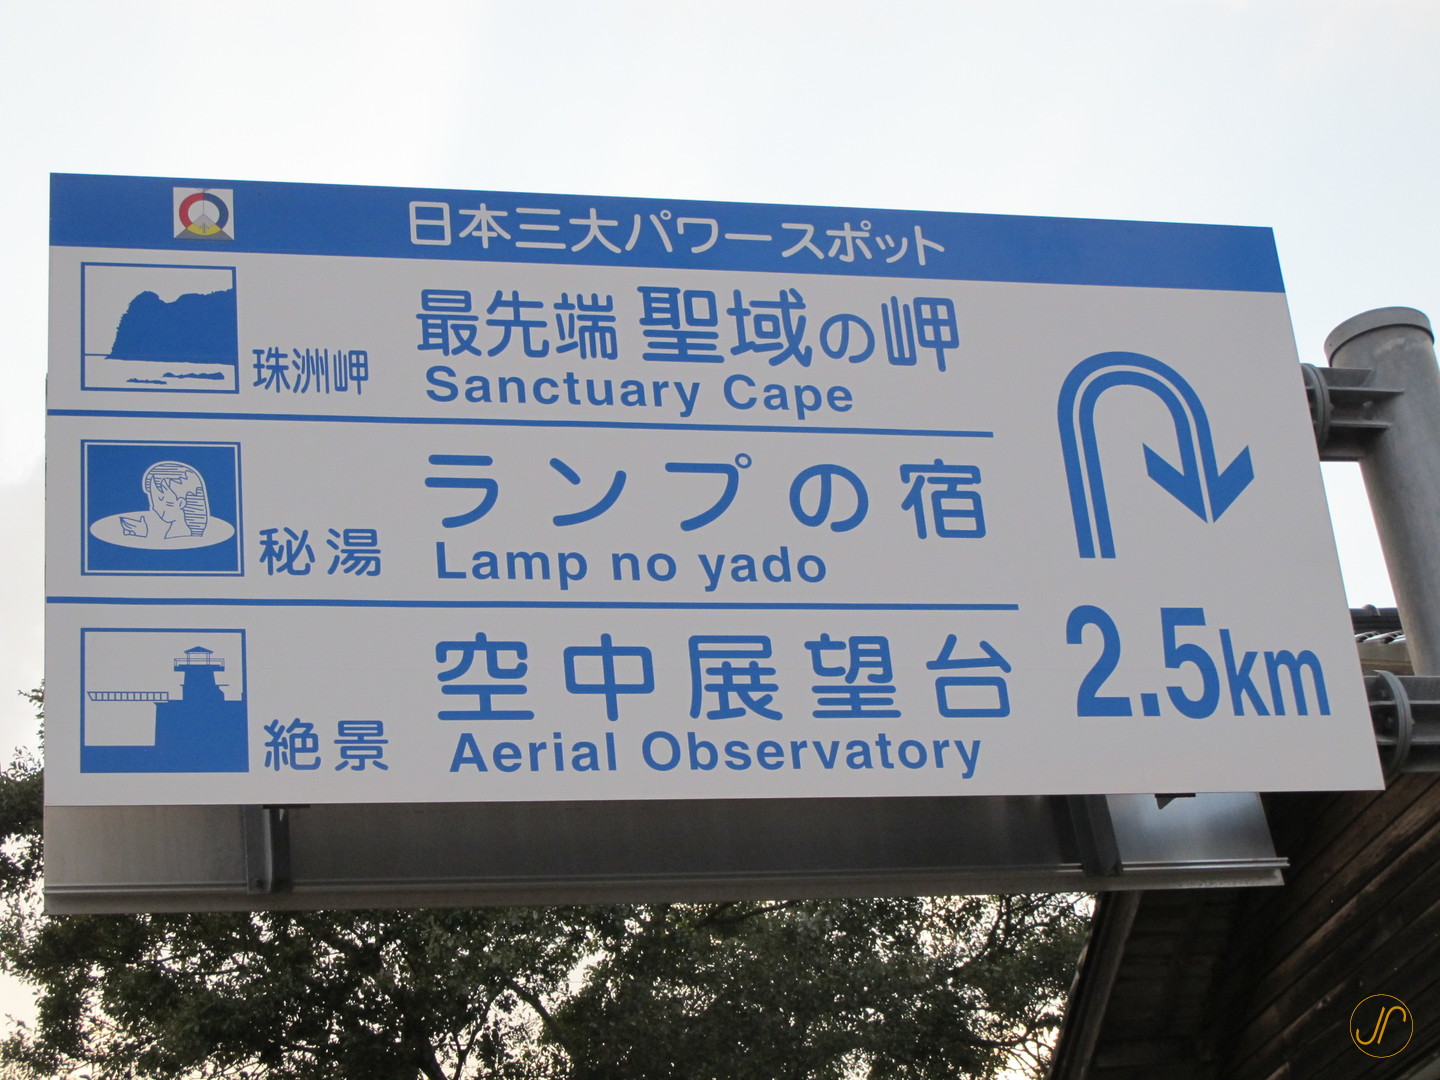 日本三大パワースポット
珠洲岬
最先端 聖域の岬
Sanctuary Cape
秘湯
ランプの宿
Lamp no yado
絶景
空中展望台
Aerial Observatory
2.5km